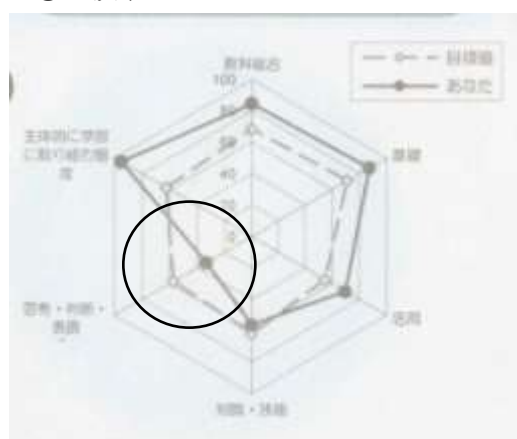 目標値
あなた
教科総合
100
80
60
40
20
0
主体的に学習
に取り組む態
度
基礎
思考・判断・
表現
活用
知識・技能